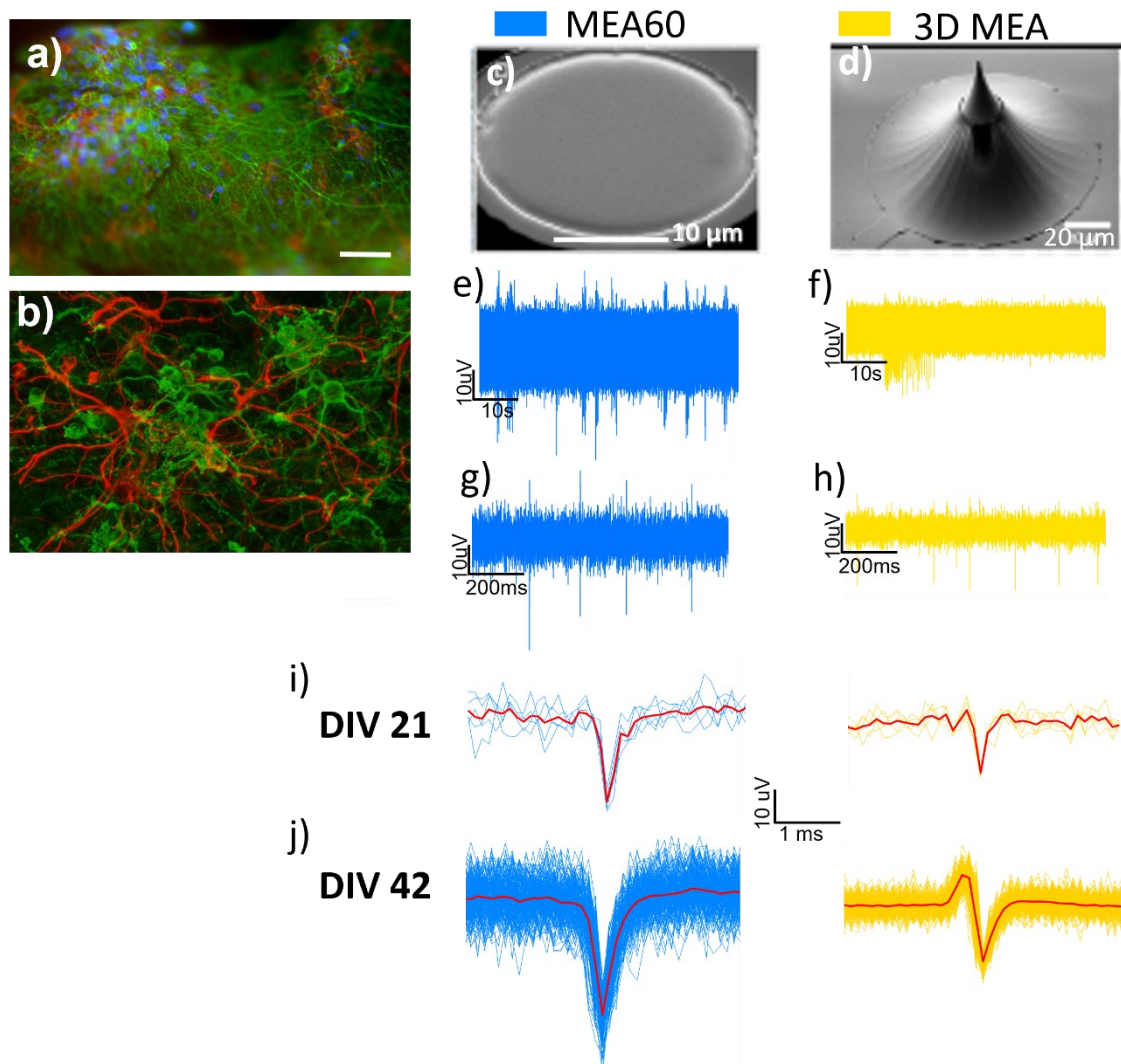 MEA60
3D MEA
a)
c)
d)
10 µm
20 µm
b)
e)
f)
10uV
10s
10uV
10s
g)
h)
10uV
200ms
10uV
200ms
i)
DIV 21
10 uV
1 ms
j)
DIV 42